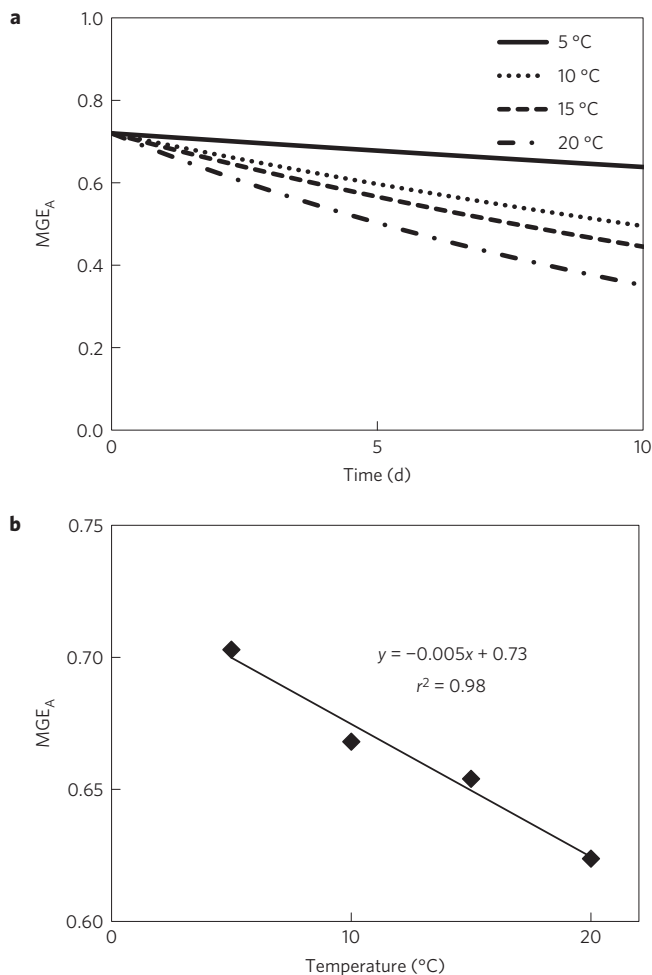 a
1.0
0.8
0.6
0.4
0.2
0.0
MGE_A
0
5
10
Time (d)
5 °C
10 °C
15 °C
20 °C
b
0.75
0.70
0.65
0.60
MGE_A
0
10
20
Temperature (°C)
y = −0.005x + 0.73
r² = 0.98